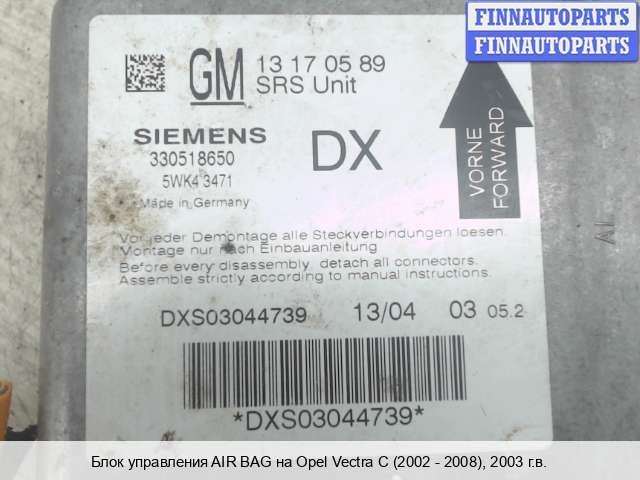 FINNAUTOPARTS
FINNAUTOPARTS
GM 13 17 05 89
SRS Unit
SIEMENS
330518650
5WK4 3471
Made in Germany
DX
VORNE
FORWARD
Vor jeder Demontage alle Steckverbindungen loesen.
Montage nur nach Einbauanleitung
Before every disassembly, detach all connectors.
Assemble strictly according to manual instructions.
DXS03044739 13/04 03 05.2
*DXS03044739*
Блок управления AIR BAG на Opel Vectra C (2002 - 2008), 2003 г.в.